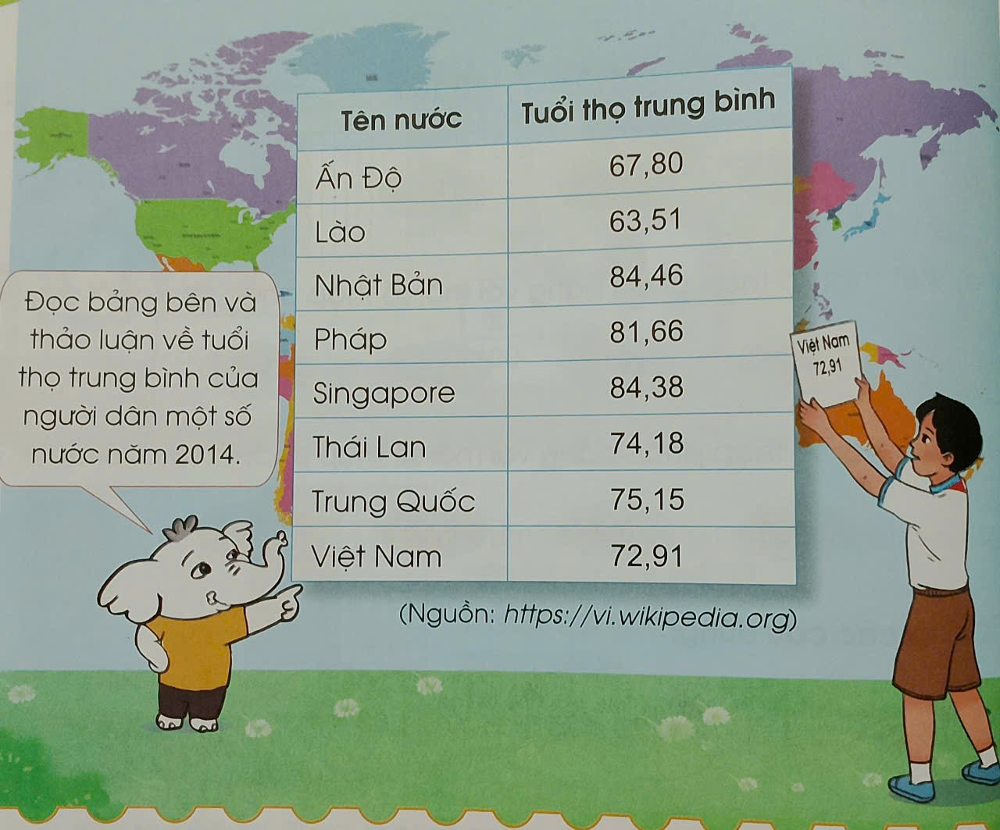 Tên nước Tuổi thọ trung bình
Ấn Độ 67,80
Lào 63,51
Nhật Bản 84,46
Pháp 81,66
Singapore 84,38
Thái Lan 74,18
Trung Quốc 75,15
Việt Nam 72,91
(Nguồn: https://vi.wikipedia.org)
Đọc bảng bên và
thảo luận về tuổi
thọ trung bình của
người dân một số
nước năm 2014.
Việt Nam
72,91